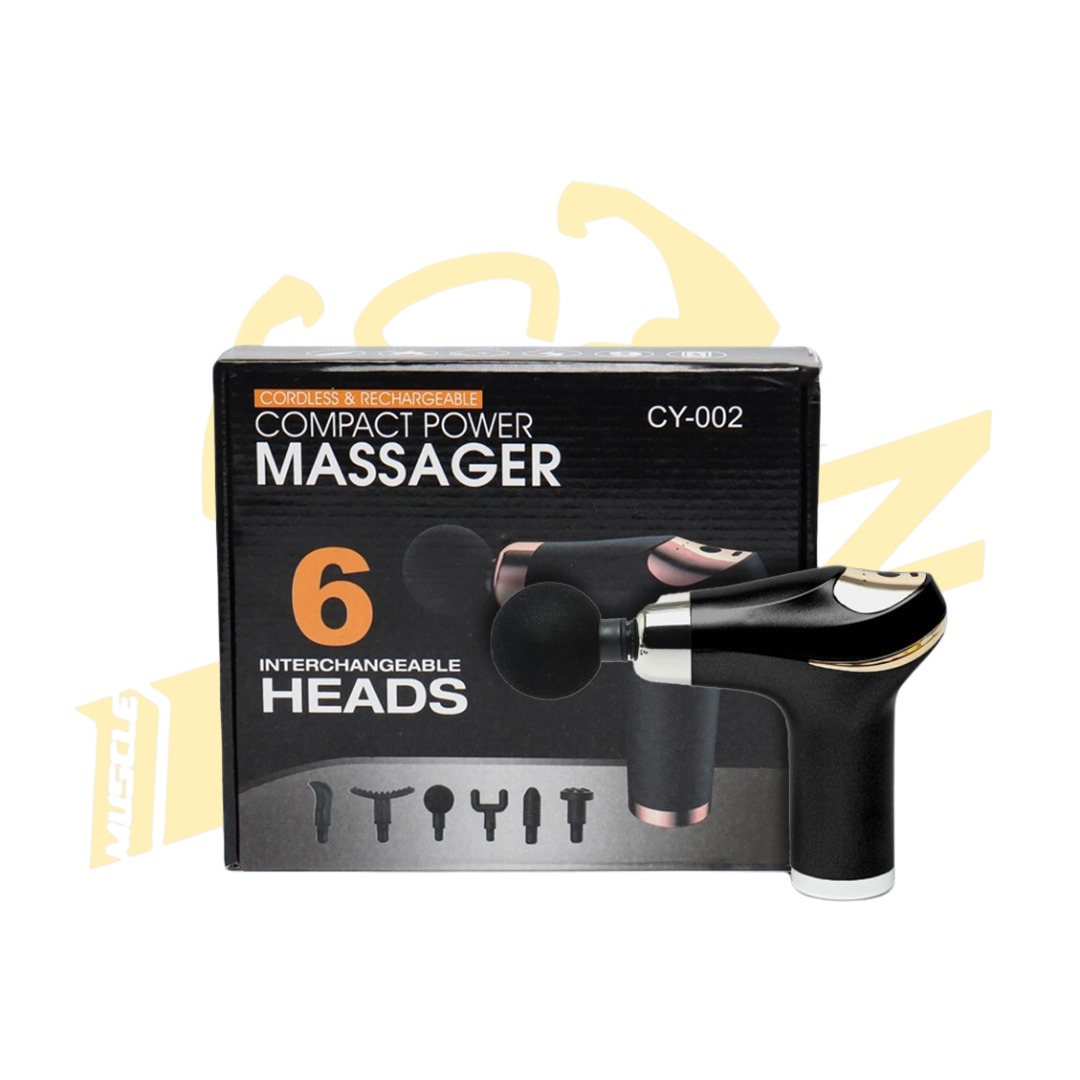 CORDLESS & RECHARGEABLE
COMPACT POWER
MASSAGER
CY-002
6
INTERCHANGEABLE
HEADS
MUSCLE